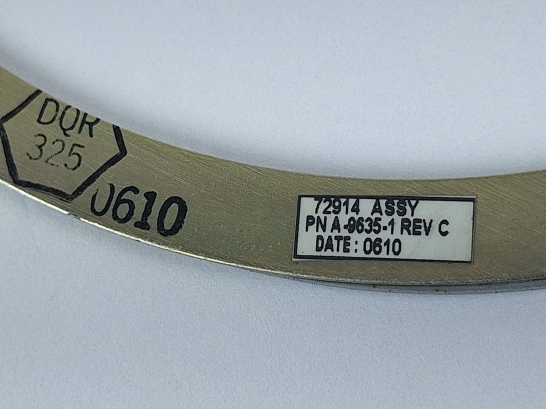 DQR
325
0610
72914 ASSY
PN A-9635-1 REV C
DATE: 0610